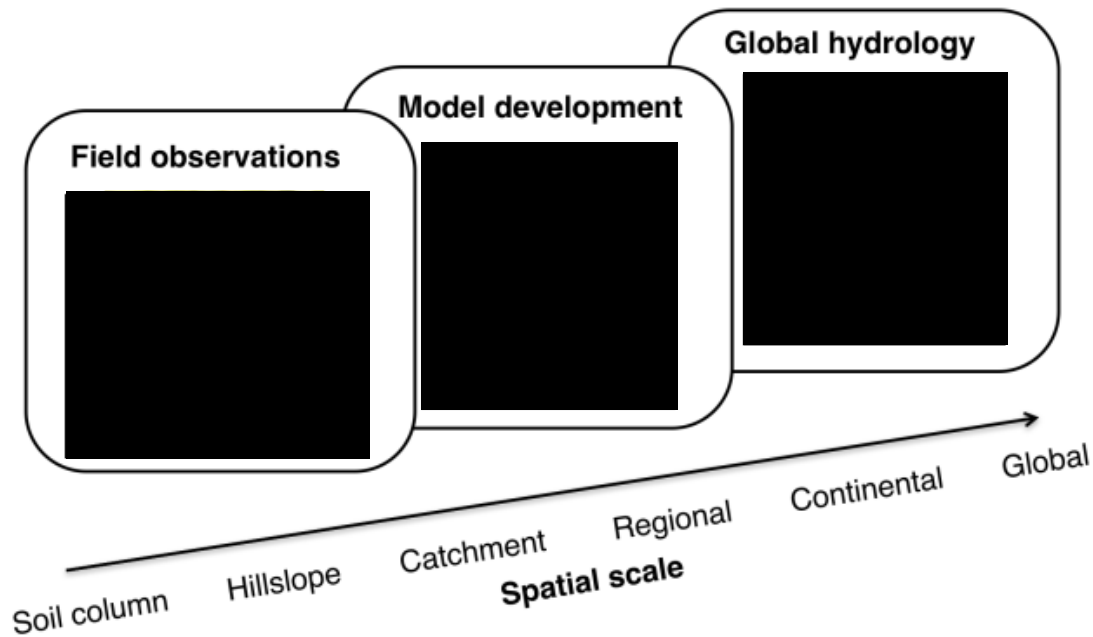 Global hydrology
Model development
Field observations
Soil column
Hillslope
Catchment
Regional
Continental
Global
Spatial scale